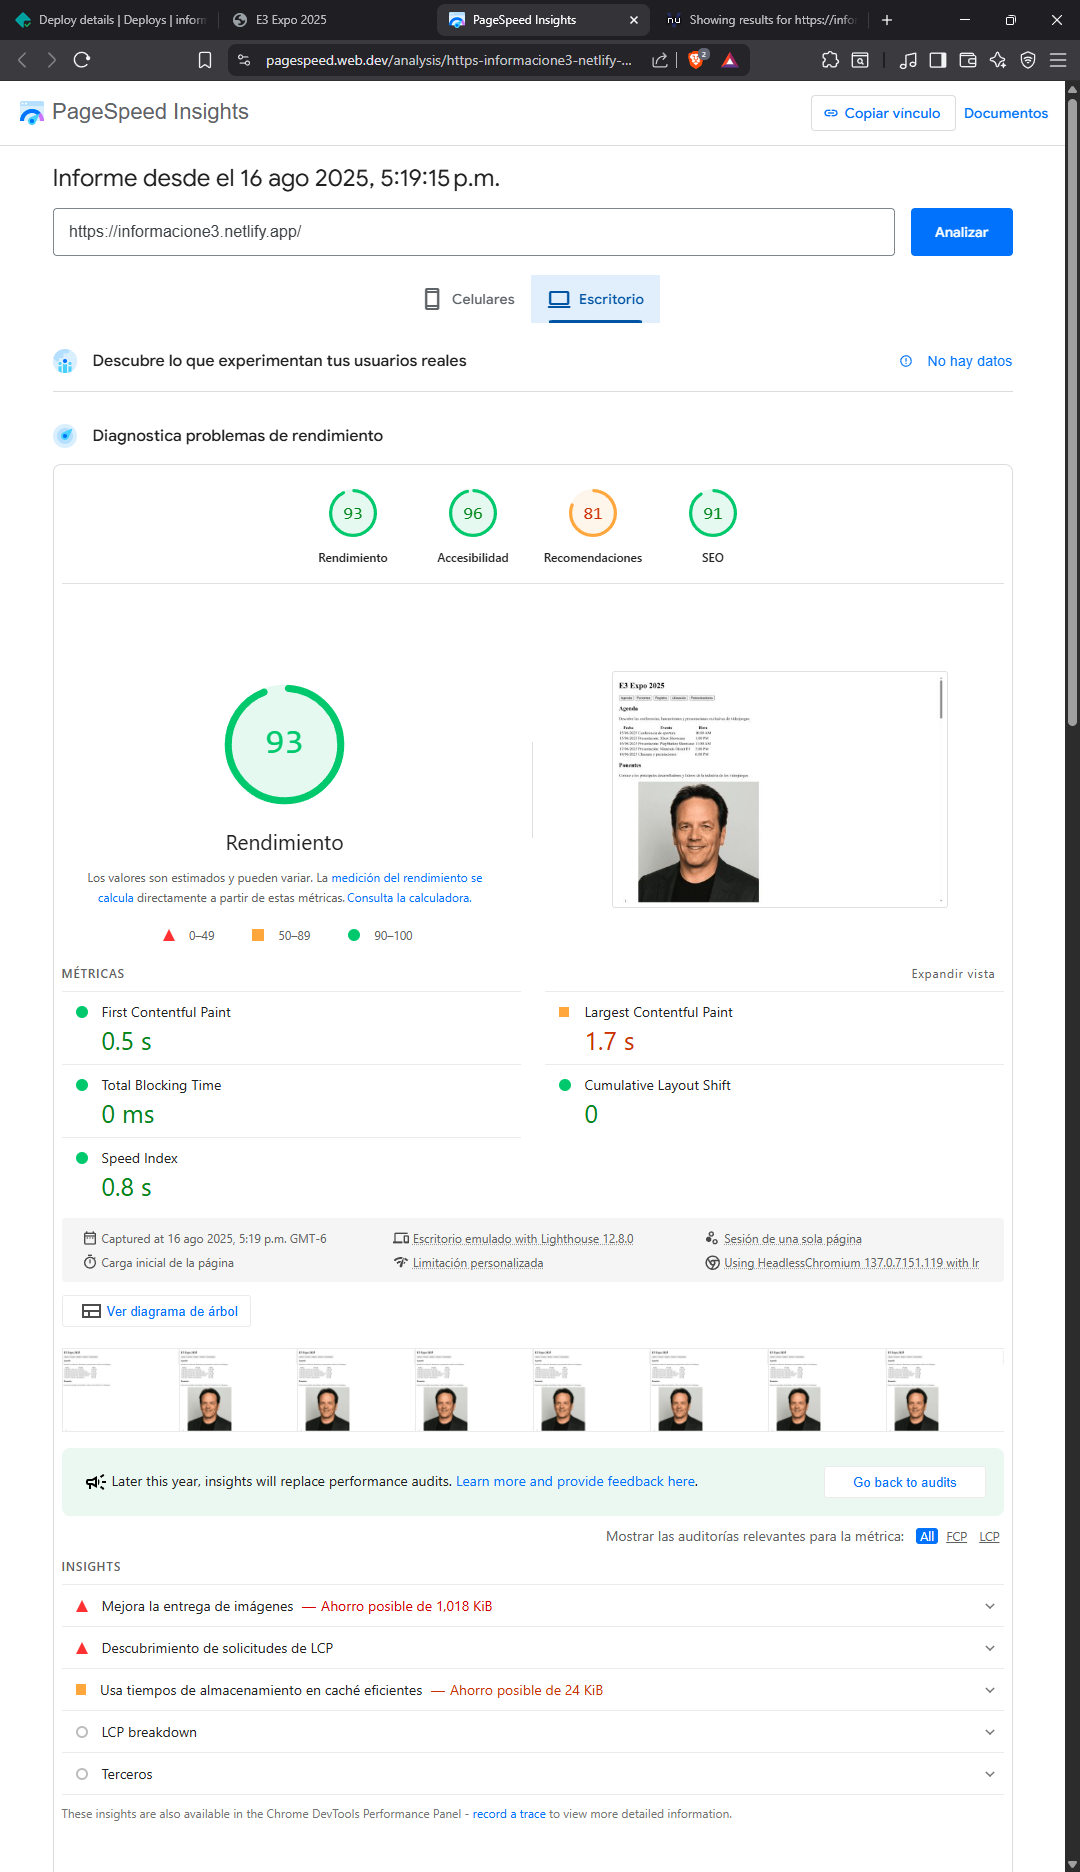 Deploy details | Deploys | inform
E3 Expo 2025
PageSpeed Insights
Showing results for https://info
pagespeed.web.dev/analysis/https-informacione3-netlify-...
2
PageSpeed Insights
Copiar vínculo
Documentos
Informe desde el 16 ago 2025, 5:19:15 p.m.
https://informacione3.netlify.app/
Analizar
Celulares
Escritorio
Descubre lo que experimentan tus usuarios reales
No hay datos
Diagnostica problemas de rendimiento
93
96
81
91
Rendimiento
Accesibilidad
Recomendaciones
SEO
93
Rendimiento
Los valores son estimados y pueden variar. La medición del rendimiento se
calcula directamente a partir de estas métricas. Consulta la calculadora.
0–49
50–89
90–100
E3 Expo 2025
Agenda
Ponentes
MÉTRICAS
Expandir vista
First Contentful Paint
0.5 s
Largest Contentful Paint
1.7 s
Total Blocking Time
0 ms
Cumulative Layout Shift
0
Speed Index
0.8 s
Captured at 16 ago 2025, 5:19 p.m. GMT-6
Escritorio emulado with Lighthouse 12.8.0
Sesión de una sola página
Carga inicial de la página
Limitación personalizada
Using HeadlessChromium 137.0.7151.119 with lr
Ver diagrama de árbol
Later this year, insights will replace performance audits. Learn more and provide feedback here.
Go back to audits
Mostrar las auditorías relevantes para la métrica: All FCP LCP
INSIGHTS
Mejora la entrega de imágenes — Ahorro posible de 1,018 KiB
Descubrimiento de solicitudes de LCP
Usa tiempos de almacenamiento en caché eficientes — Ahorro posible de 24 KiB
LCP breakdown
Terceros
These insights are also available in the Chrome DevTools Performance Panel - record a trace to view more detailed information.